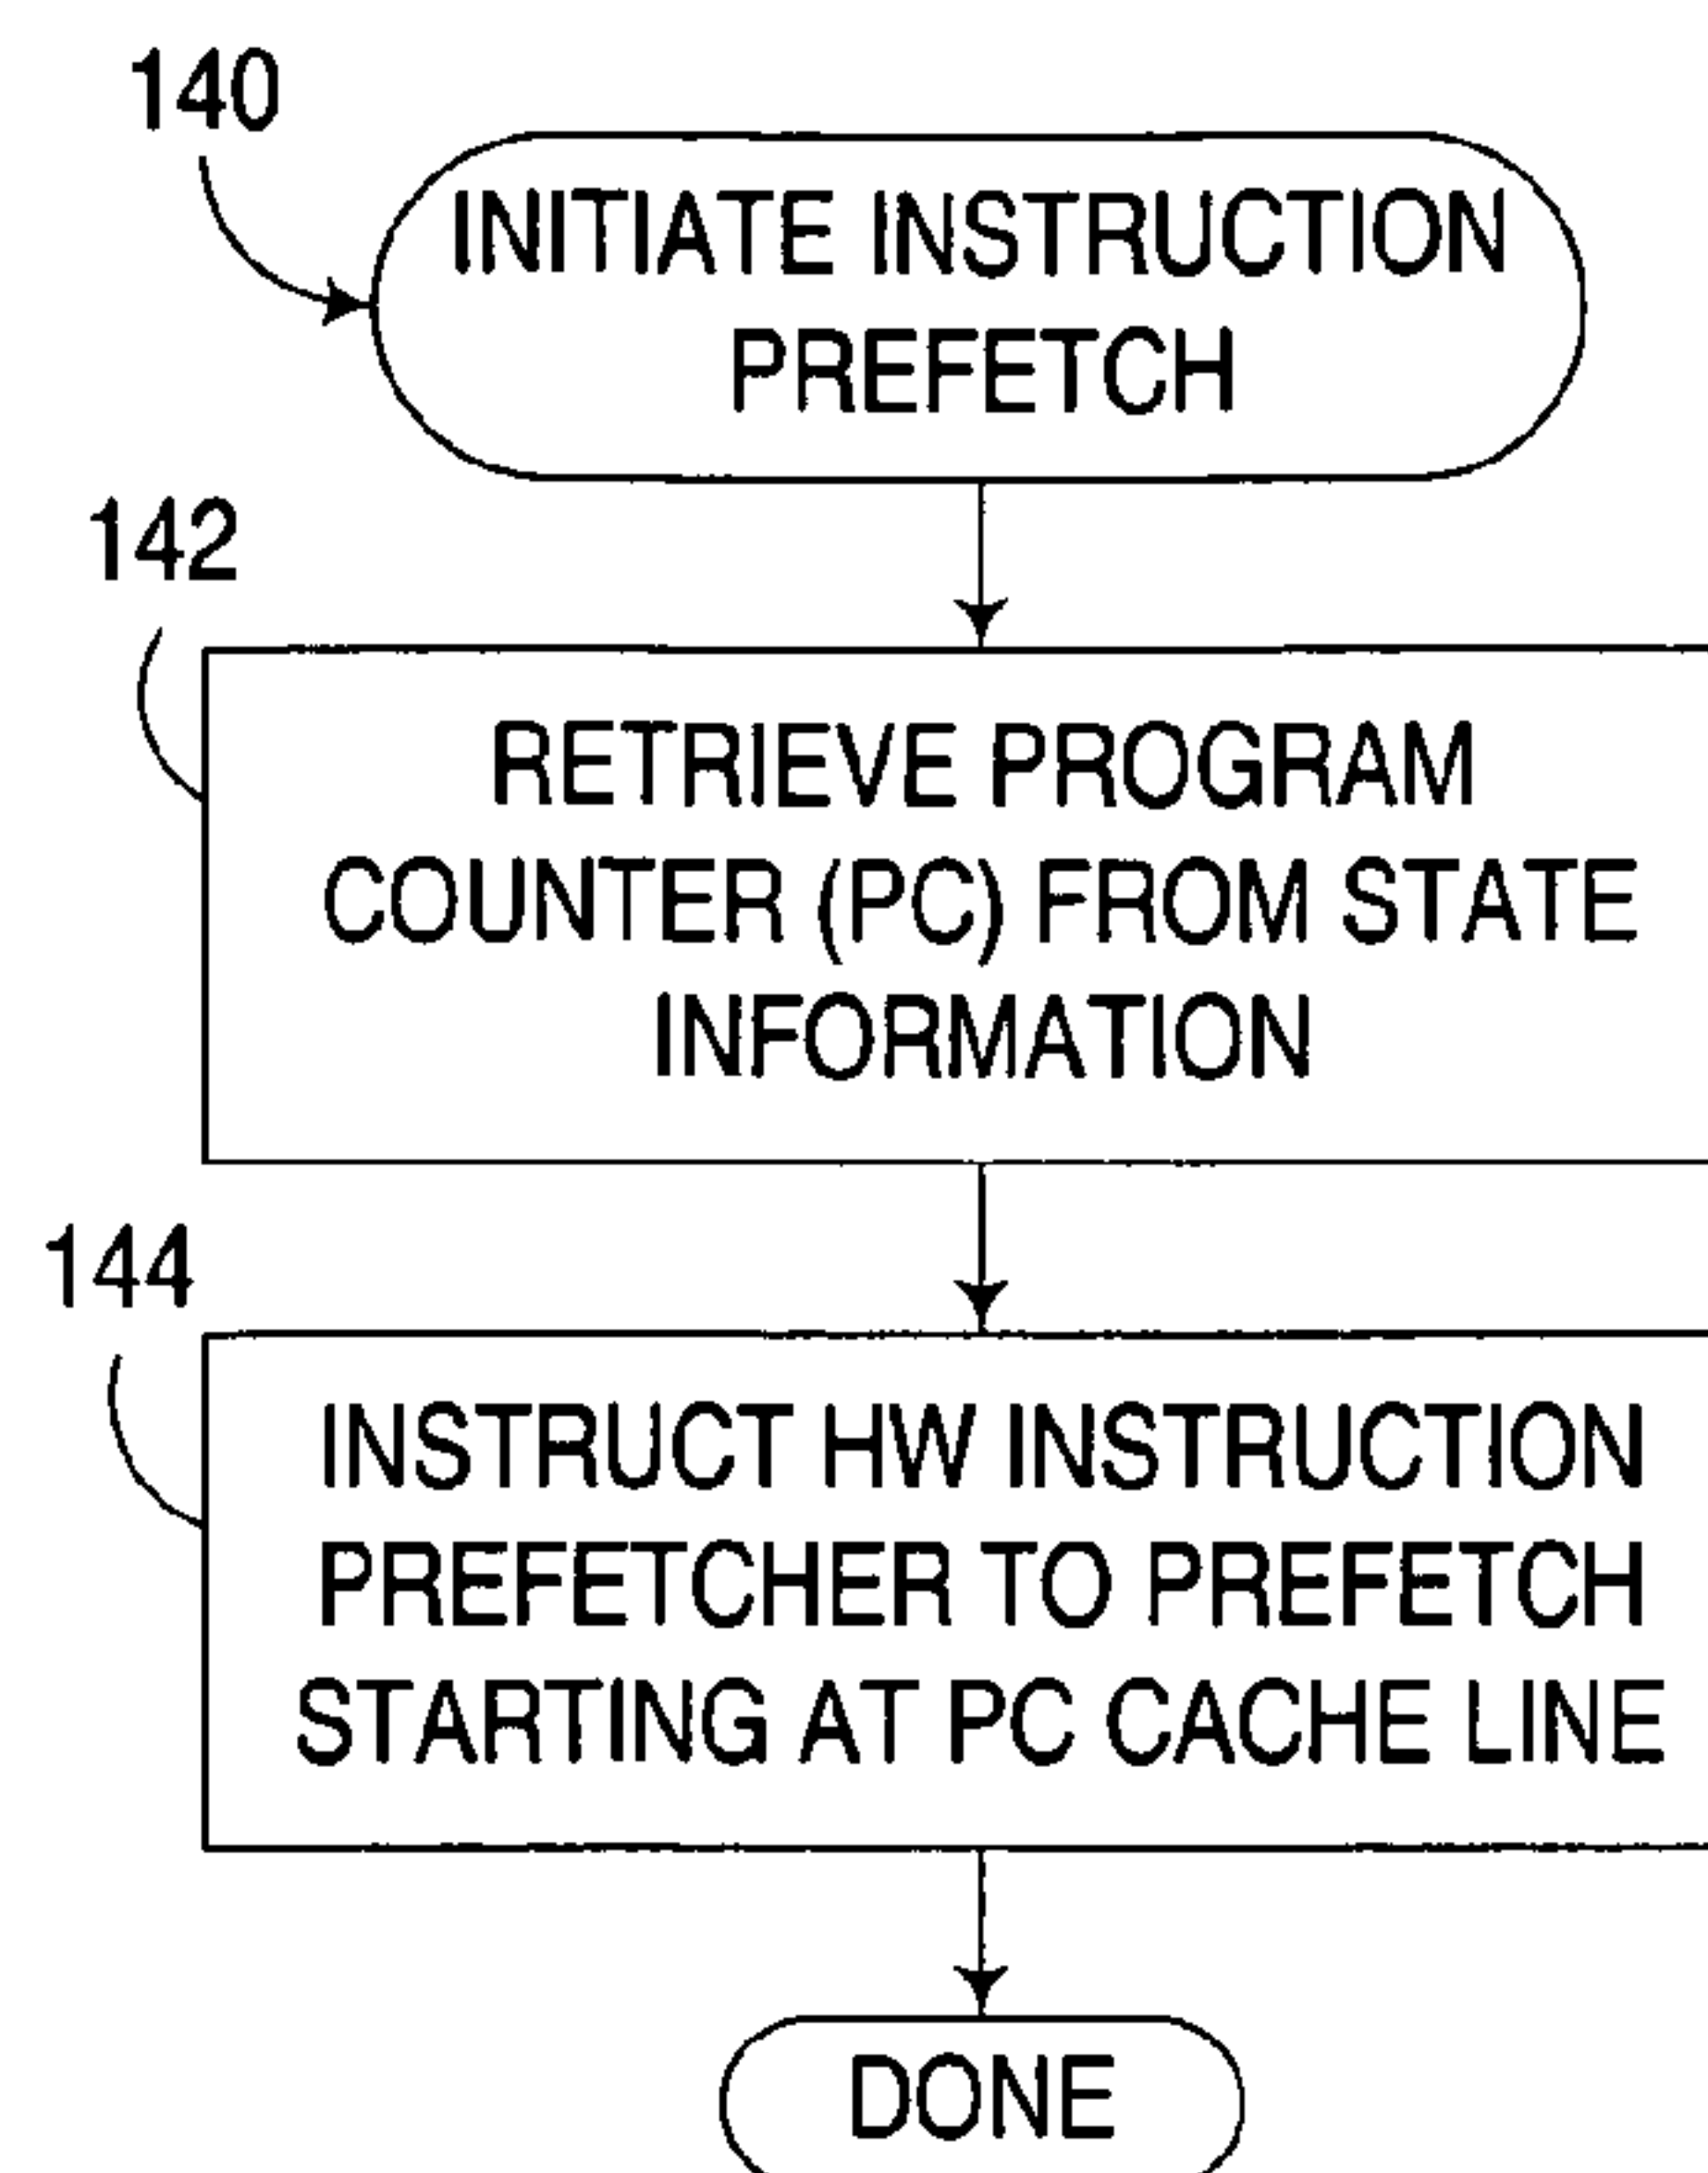 140
INITIATE INSTRUCTION
PREFETCH
142
RETRIEVE PROGRAM
COUNTER (PC) FROM STATE
INFORMATION
144
INSTRUCT HW INSTRUCTION
PREFETCHER TO PREFETCH
STARTING AT PC CACHE LINE
DONE